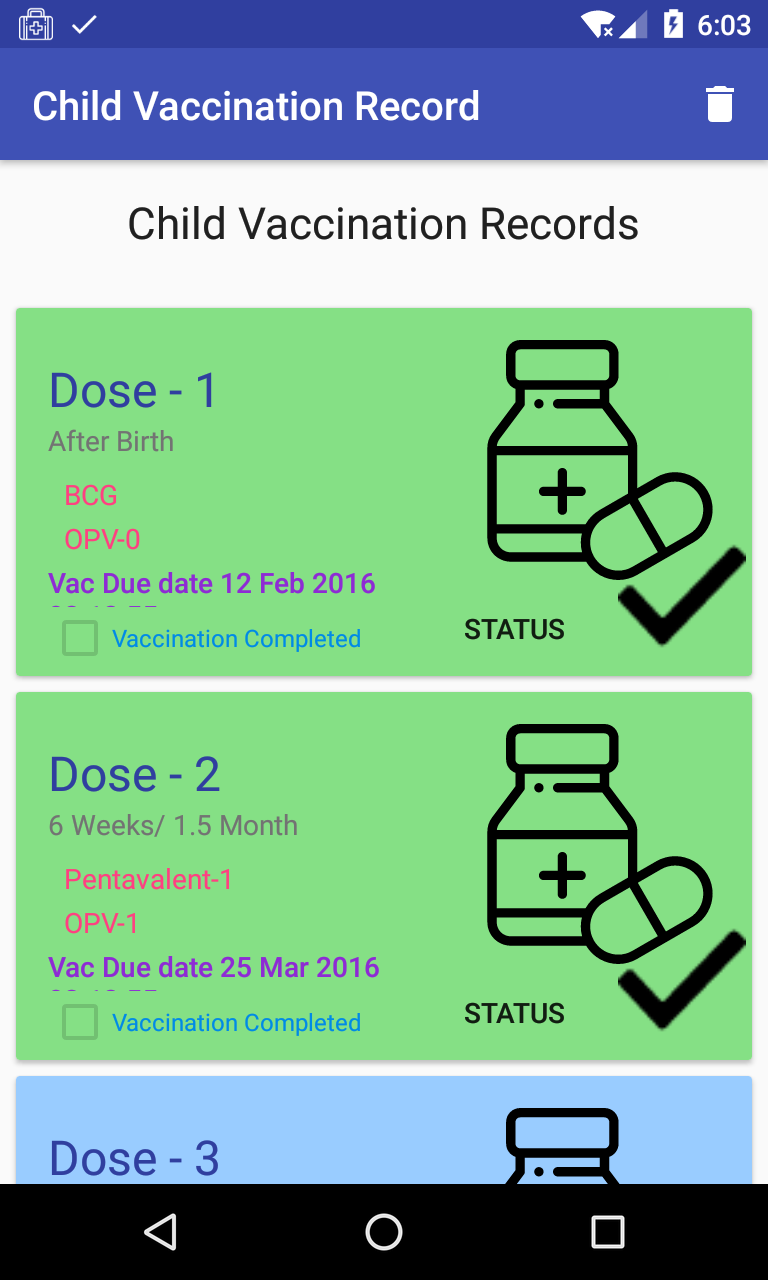 6:03
Child Vaccination Record
Child Vaccination Records
Dose - 1
After Birth
BCG
OPV-0
Vac Due date 12 Feb 2016
Vaccination Completed
STATUS
Dose - 2
6 Weeks/ 1.5 Month
Pentavalent-1
OPV-1
Vac Due date 25 Mar 2016
Vaccination Completed
STATUS
Dose - 3